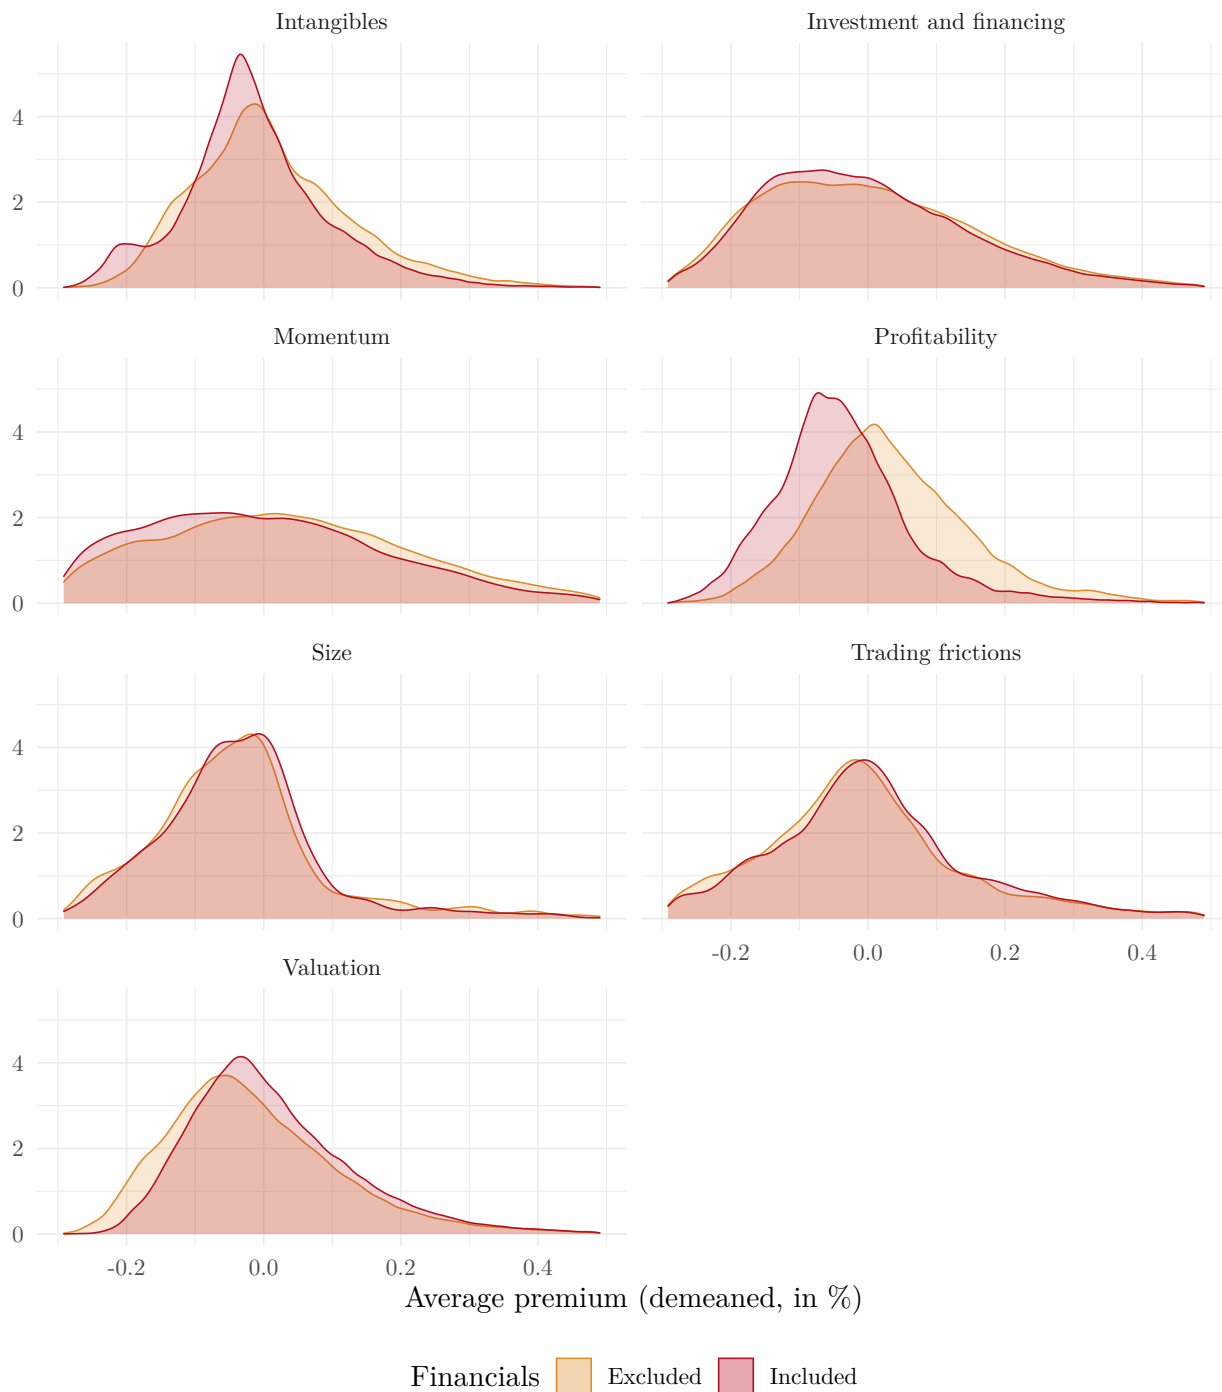 Intangibles
Investment and financing
4
2
0
Momentum
Profitability
4
2
0
Size
Trading frictions
4
2
0
-0.2 0.0 0.2 0.4
Valuation
4
2
0
-0.2 0.0 0.2 0.4
Average premium (demeaned, in %)
Financials Excluded Included